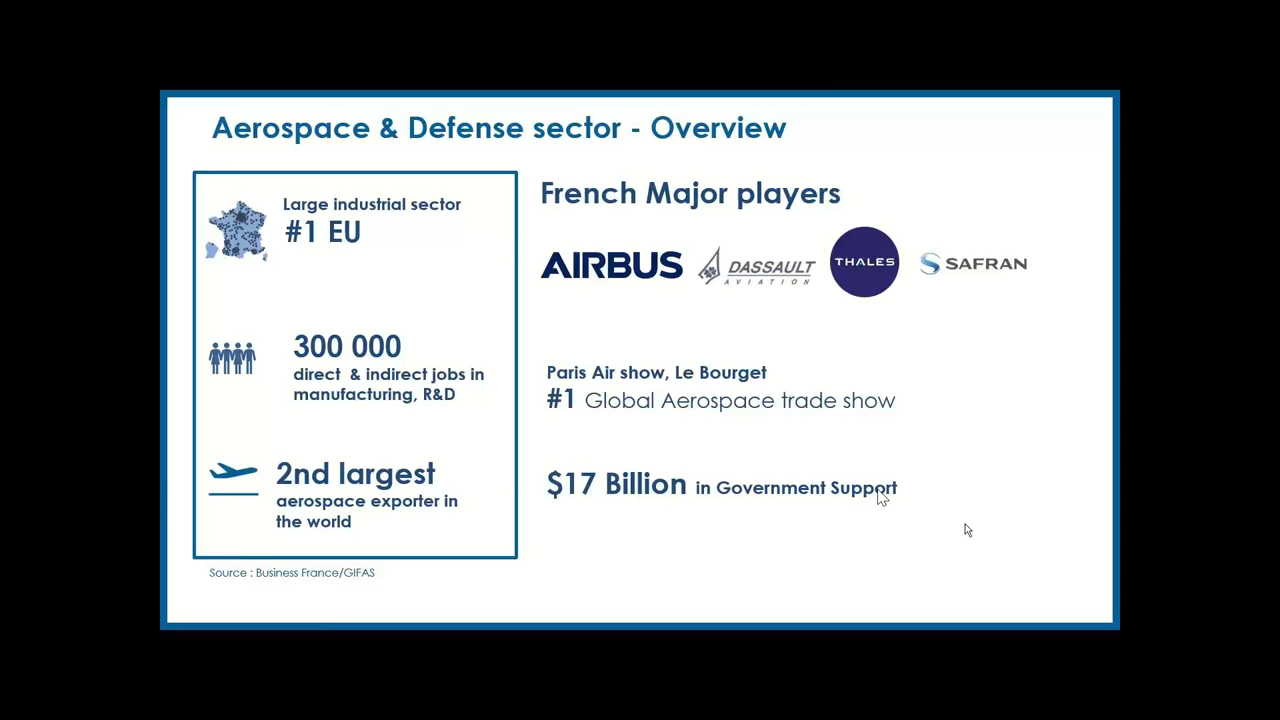 Aerospace & Defense sector - Overview
Large industrial sector
#1 EU
300 000
direct & indirect jobs in
manufacturing, R&D
2nd largest
aerospace exporter in
the world
Source : Business France/GIFAS
French Major players
AIRBUS
DASSAULT
AVIATION
THALES
SAFRAN
Paris Air show, Le Bourget
#1 Global Aerospace trade show
$17 Billion in Government Support